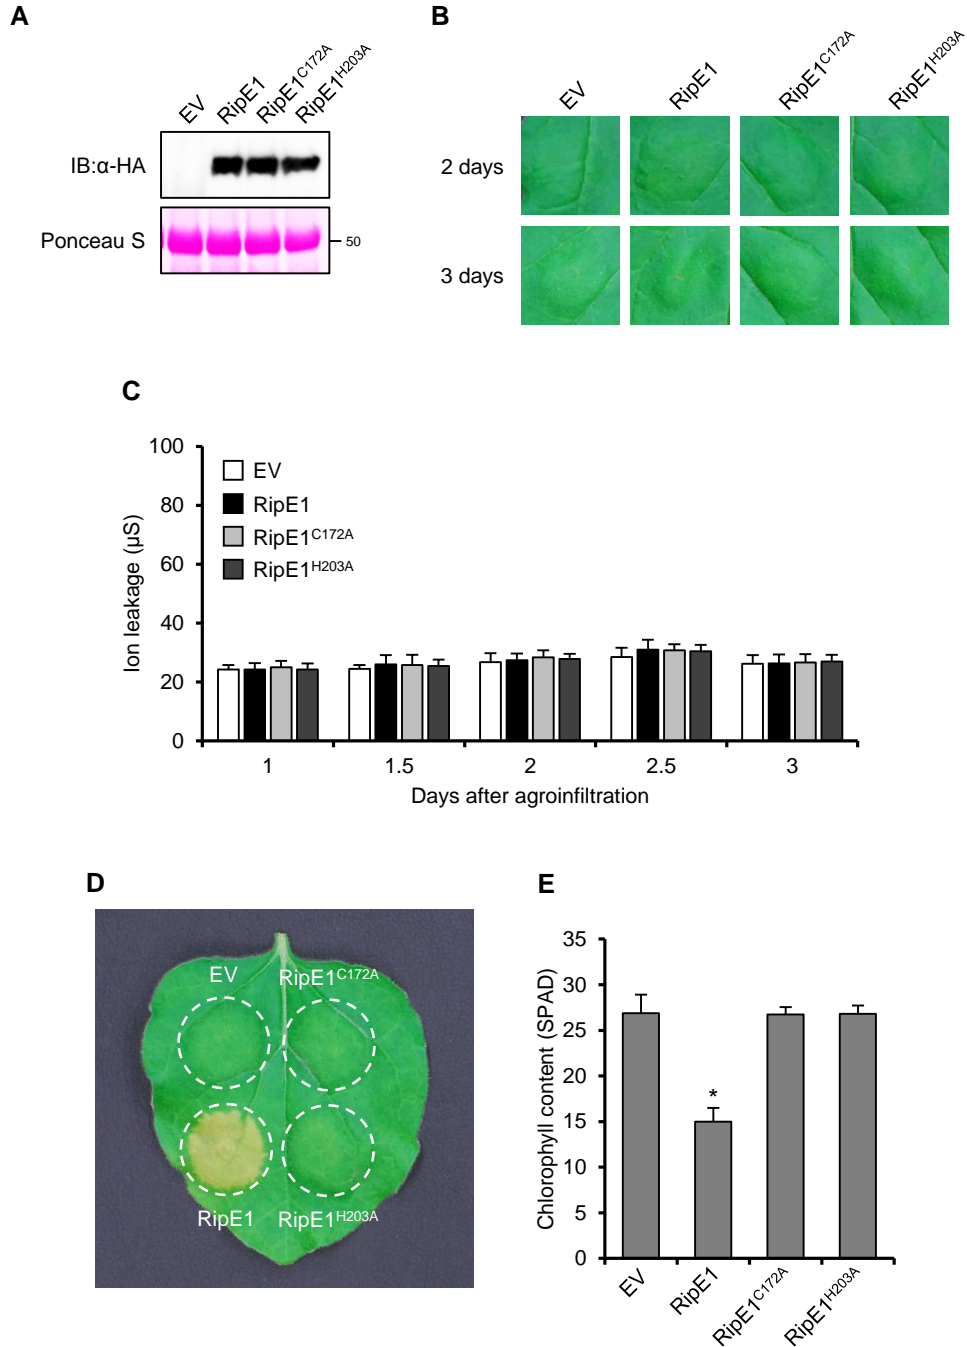 A
EV RipE1 RipE1C172A RipE1H203A
IB:α-HA
Ponceau S
50
B
EV RipE1 RipE1C172A RipE1H203A
2 days
3 days
C
Ion leakage (µS)
100
80
60
40
20
0
EV
RipE1
RipE1C172A
RipE1H203A
1 1.5 2 2.5 3
Days after agroinfiltration
D
EV RipE1C172A
RipE1 RipE1H203A
E
Chlorophyll content (SPAD)
35
30
25
20
15
10
5
0
*
EV RipE1 RipE1C172A RipE1H203A